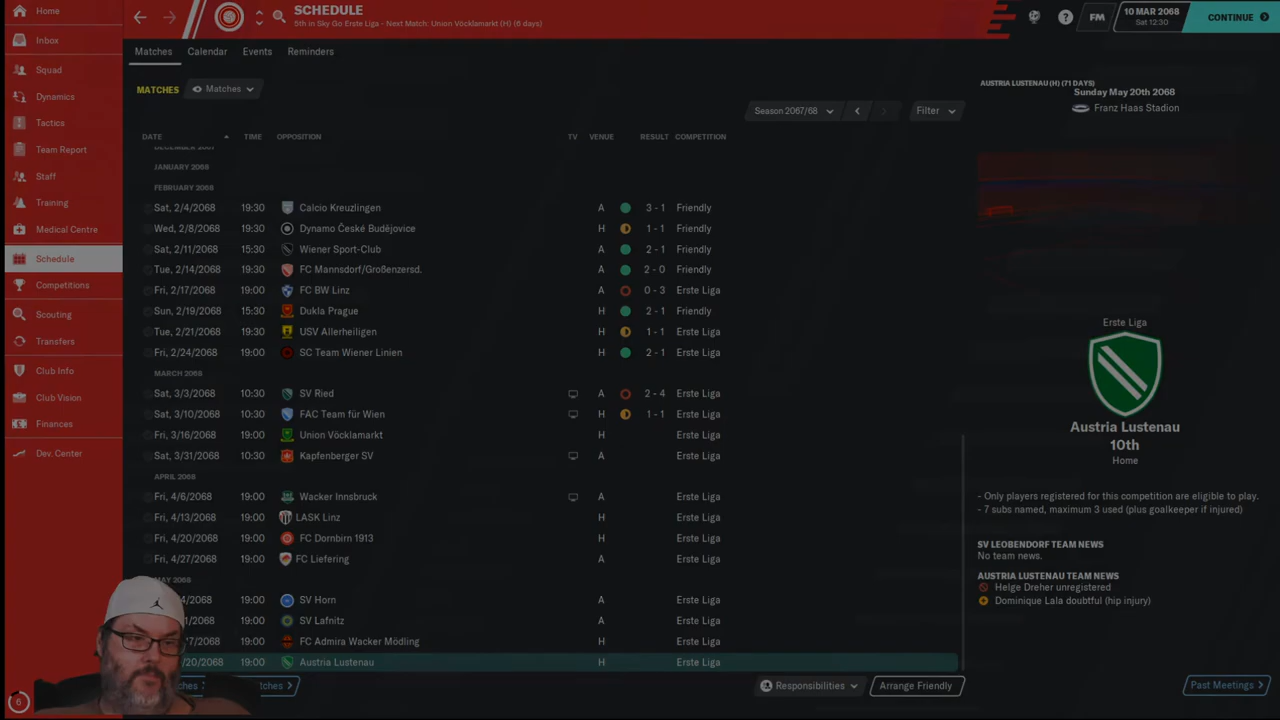 Home
Inbox
Squad
Dynamics
Tactics
Team Report
Staff
Training
Medical Centre
Schedule
Competitions
Scouting
Transfers
Club Info
Club Vision
Finances
Dev. Center
6
SCHEDULE
5th in Sky Go Erste Liga - Next Match: Union Vöcklamarkt (H) (6 days)
?
FM
10 MAR 2068
Sat 12:30
CONTINUE
Matches Calendar Events Reminders
MATCHES Matches
Season 2067/68 Filter
DATE TIME OPPOSITION TV VENUE RESULT COMPETITION
JANUARY 2068
FEBRUARY 2068
Sat, 2/4/2068 19:30 Calcio Kreuzlingen A 3 - 1 Friendly
Wed, 2/8/2068 19:30 Dynamo České Budějovice H 1 - 1 Friendly
Sat, 2/11/2068 15:30 Wiener Sport-Club A 2 - 1 Friendly
Tue, 2/14/2068 19:30 FC Mannsdorf/Großenzersd. A 2 - 0 Friendly
Fri, 2/17/2068 19:00 FC BW Linz A 0 - 3 Erste Liga
Sun, 2/19/2068 15:30 Dukla Prague H 2 - 1 Friendly
Tue, 2/21/2068 19:30 USV Allerheiligen H 1 - 1 Erste Liga
Fri, 2/24/2068 19:00 SC Team Wiener Linien H 2 - 1 Erste Liga
MARCH 2068
Sat, 3/3/2068 10:30 SV Ried A 2 - 4 Erste Liga
Sat, 3/10/2068 10:30 FAC Team für Wien H 1 - 1 Erste Liga
Fri, 3/16/2068 19:00 Union Vöcklamarkt H Erste Liga
Sat, 3/31/2068 10:30 Kapfenberger SV A Erste Liga
APRIL 2068
Fri, 4/6/2068 19:00 Wacker Innsbruck A Erste Liga
Fri, 4/13/2068 19:00 LASK Linz H Erste Liga
Fri, 4/20/2068 19:00 FC Dornbirn 1913 H Erste Liga
Fri, 4/27/2068 19:00 FC Liefering A Erste Liga
MAY 2068
4/2068 19:00 SV Horn A Erste Liga
1/2068 19:00 SV Lafnitz A Erste Liga
17/2068 19:00 FC Admira Wacker Mödling H Erste Liga
/20/2068 19:00 Austria Lustenau H Erste Liga
Responsibilities Arrange Friendly
AUSTRIA LUSTENAU (H) (71 DAYS)
Sunday May 20th 2068
Franz Haas Stadion
Erste Liga
Austria Lustenau
10th
Home
- Only players registered for this competition are eligible to play.
- 7 subs named, maximum 3 used (plus goalkeeper if injured)
SV LEOBENDORF TEAM NEWS
No team news.
AUSTRIA LUSTENAU TEAM NEWS
Helge Dreher unregistered
Dominique Lala doubtful (hip injury)
Past Meetings